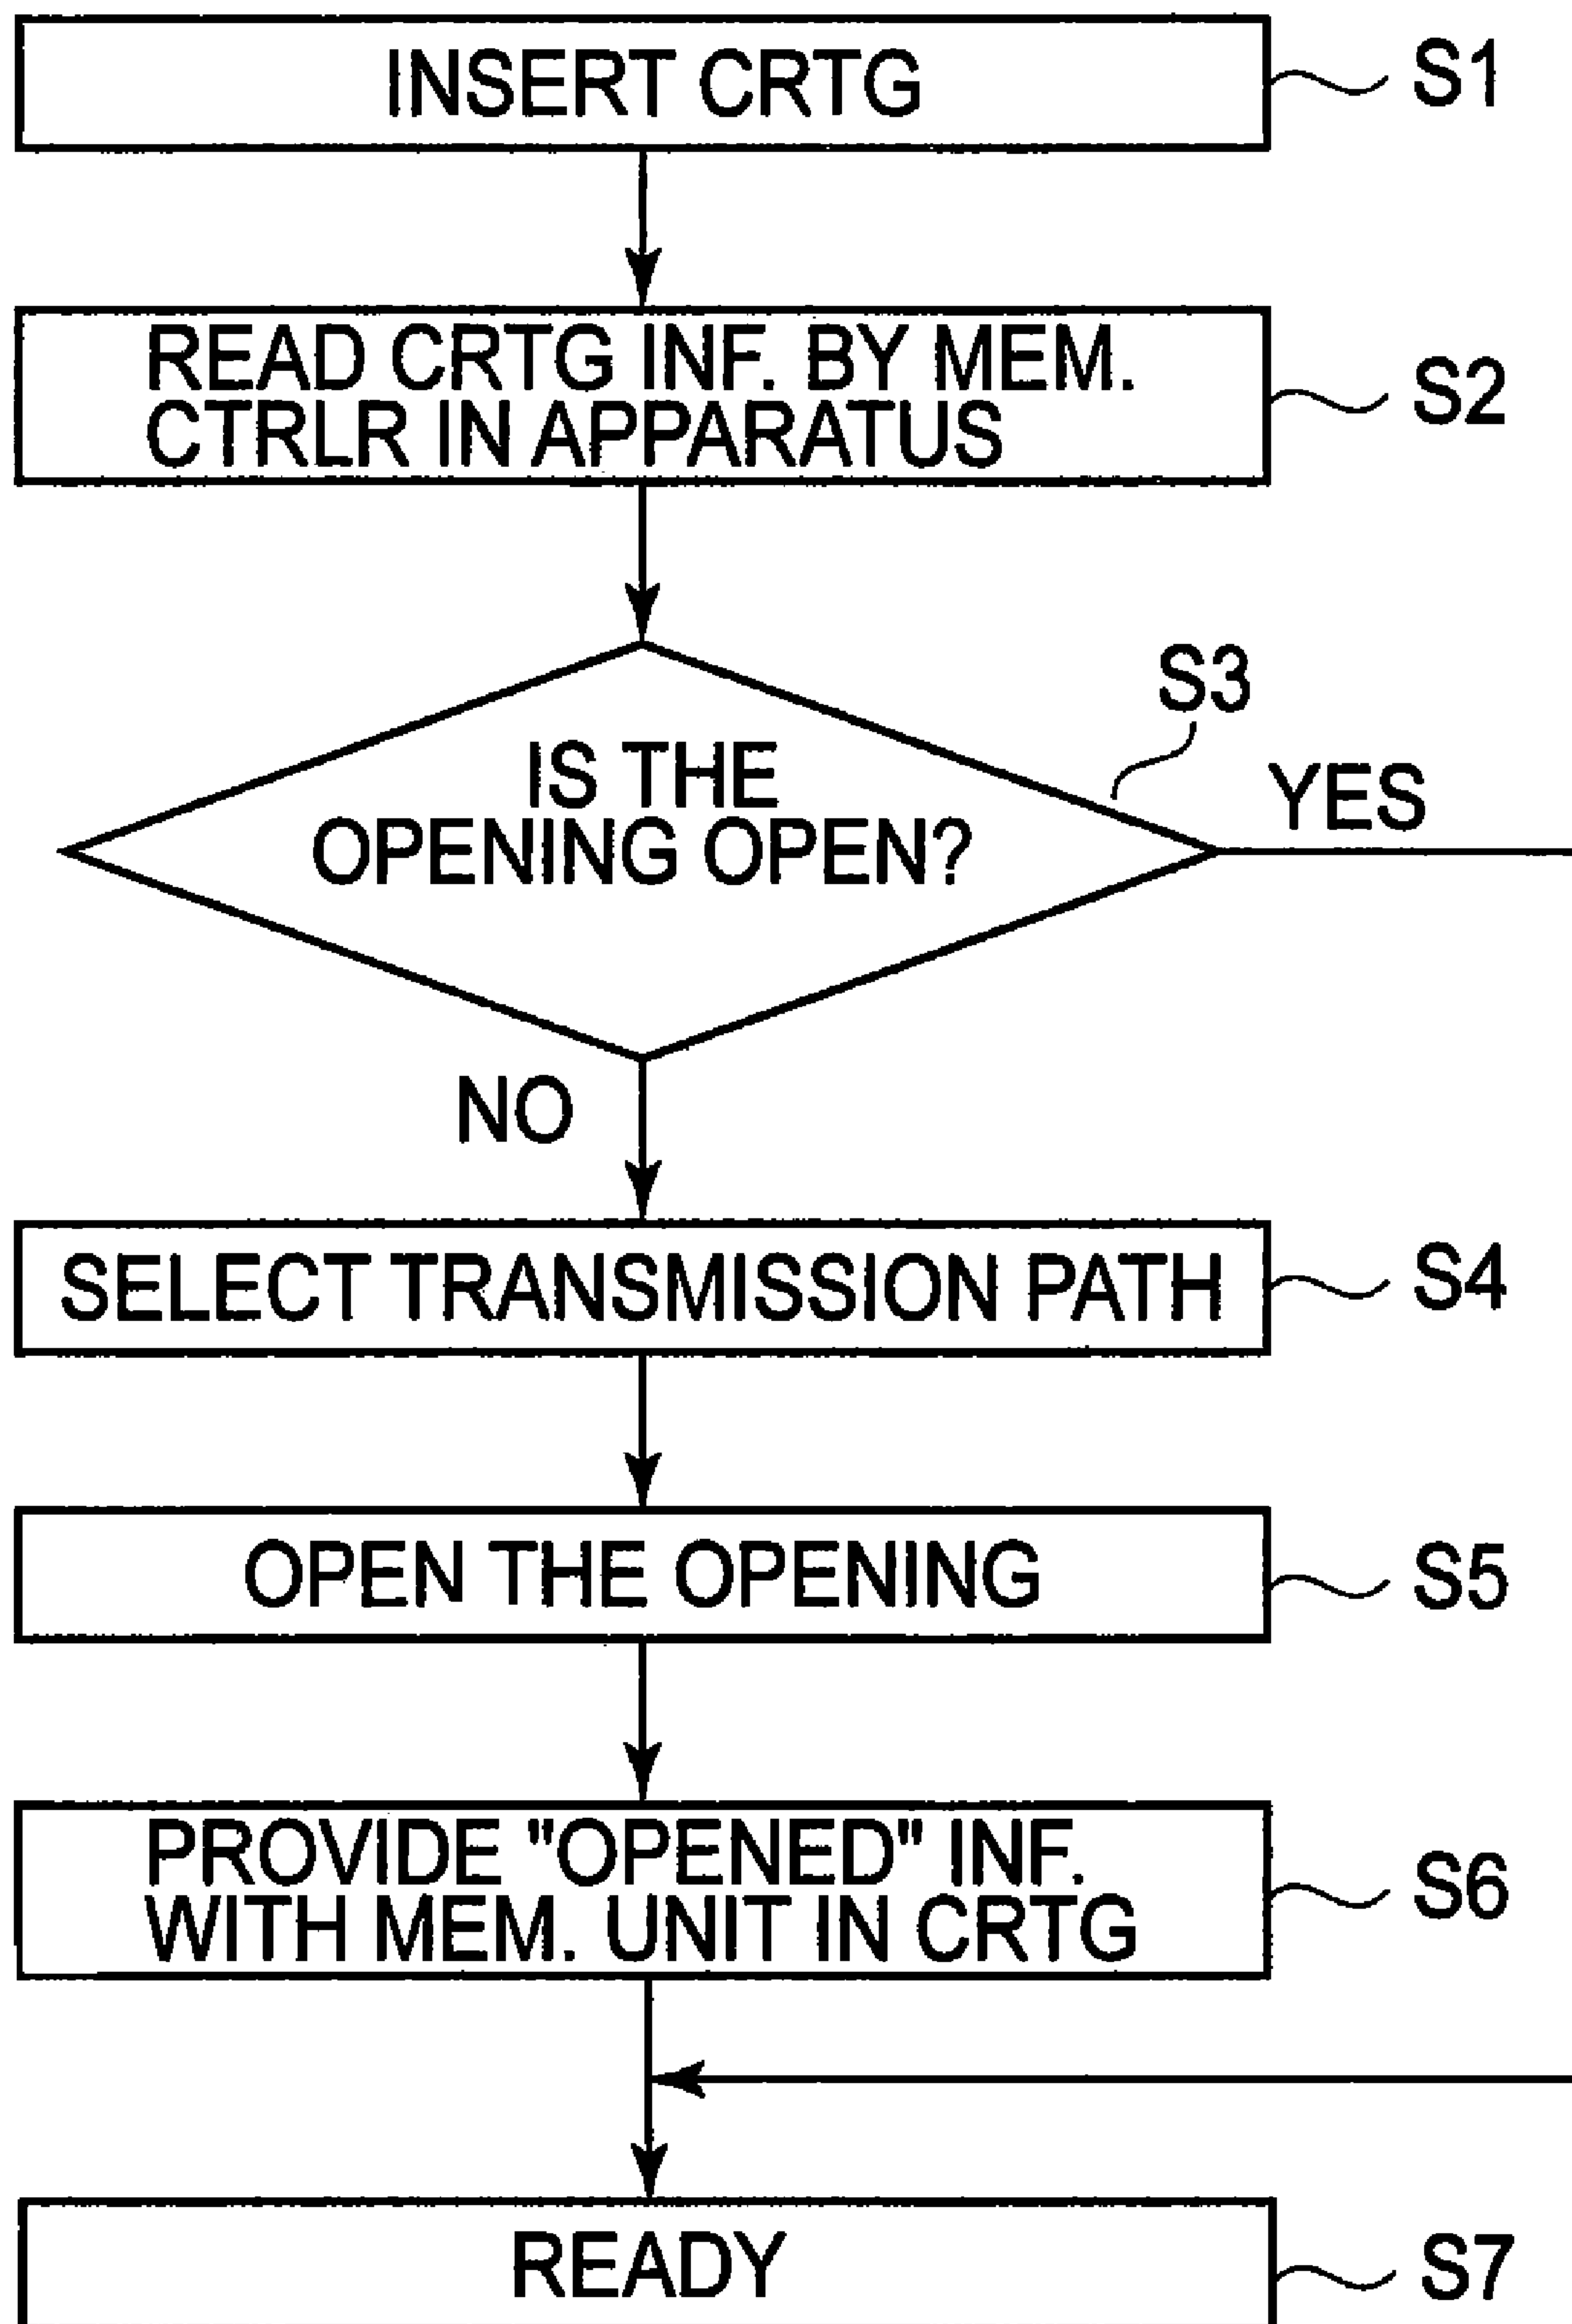 INSERT CRTG
S1
READ CRTG INF. BY MEM.
CTRLR IN APPARATUS
S2
S3
IS THE
OPENING OPEN?
YES
NO
SELECT TRANSMISSION PATH
S4
OPEN THE OPENING
S5
PROVIDE "OPENED" INF.
WITH MEM. UNIT IN CRTG
S6
READY
S7